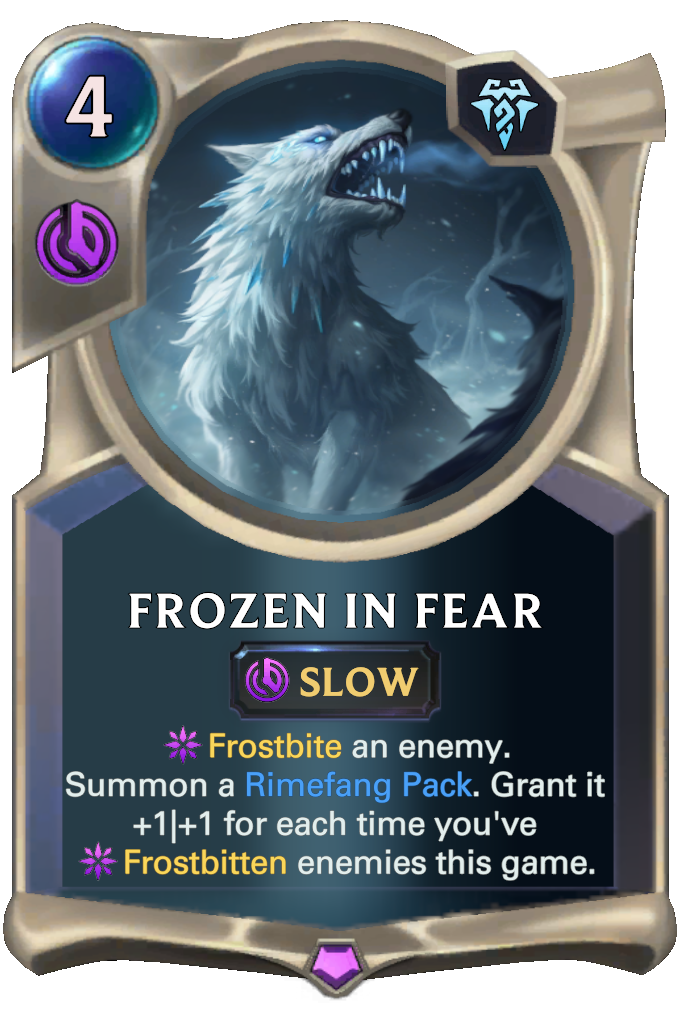 4
FROZEN IN FEAR
SLOW
Frostbite an enemy.
Summon a Rimefang Pack. Grant it
+1|+1 for each time you've
Frostbitten enemies this game.